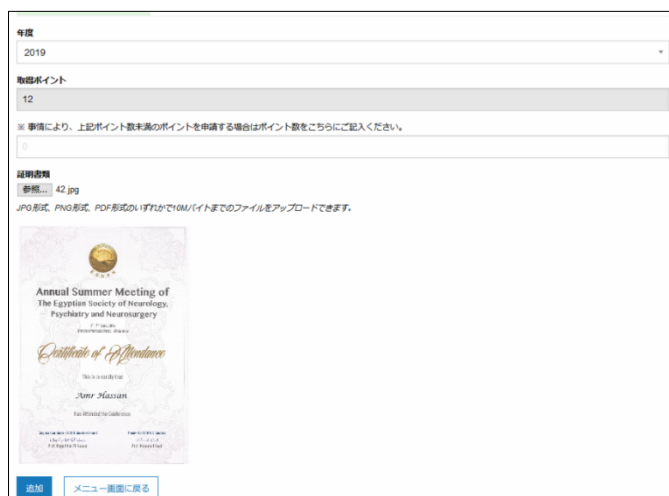 年度
2019
取得ポイント
12
※ 事情により、上記ポイント数未満のポイントを申請する場合はポイント数をこちらにご記入ください。
0
証明書類
参照... 42.jpg
JPG形式、PNG形式、PDF形式のいずれかで10Mバイトまでのファイルをアップロードできます。
Annual Summer Meeting of
The Egyptian Society of Neurology,
Psychiatry and Neurosurgery
Certificate of Attendance
This is to certify that
Amr Hassan
Has Attended the Conference
追加 メニュー画面に戻る